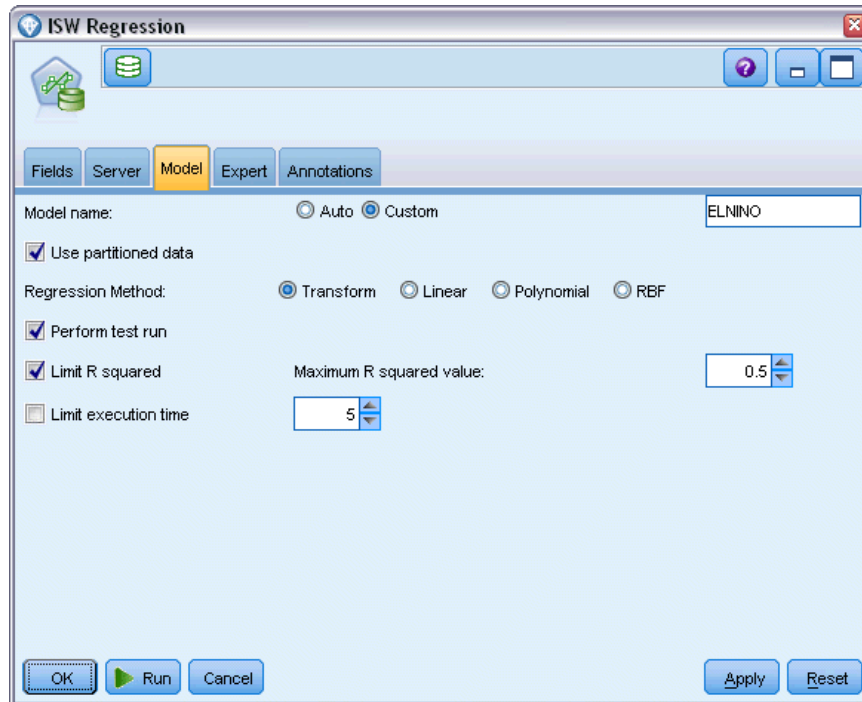 ISW Regression
Fields Server Model Expert Annotations
Model name: Auto Custom ELNINO
Use partitioned data
Regression Method: Transform Linear Polynomial RBF
Perform test run
Limit R squared Maximum R squared value: 0.5
Limit execution time 5
OK Run Cancel Apply Reset